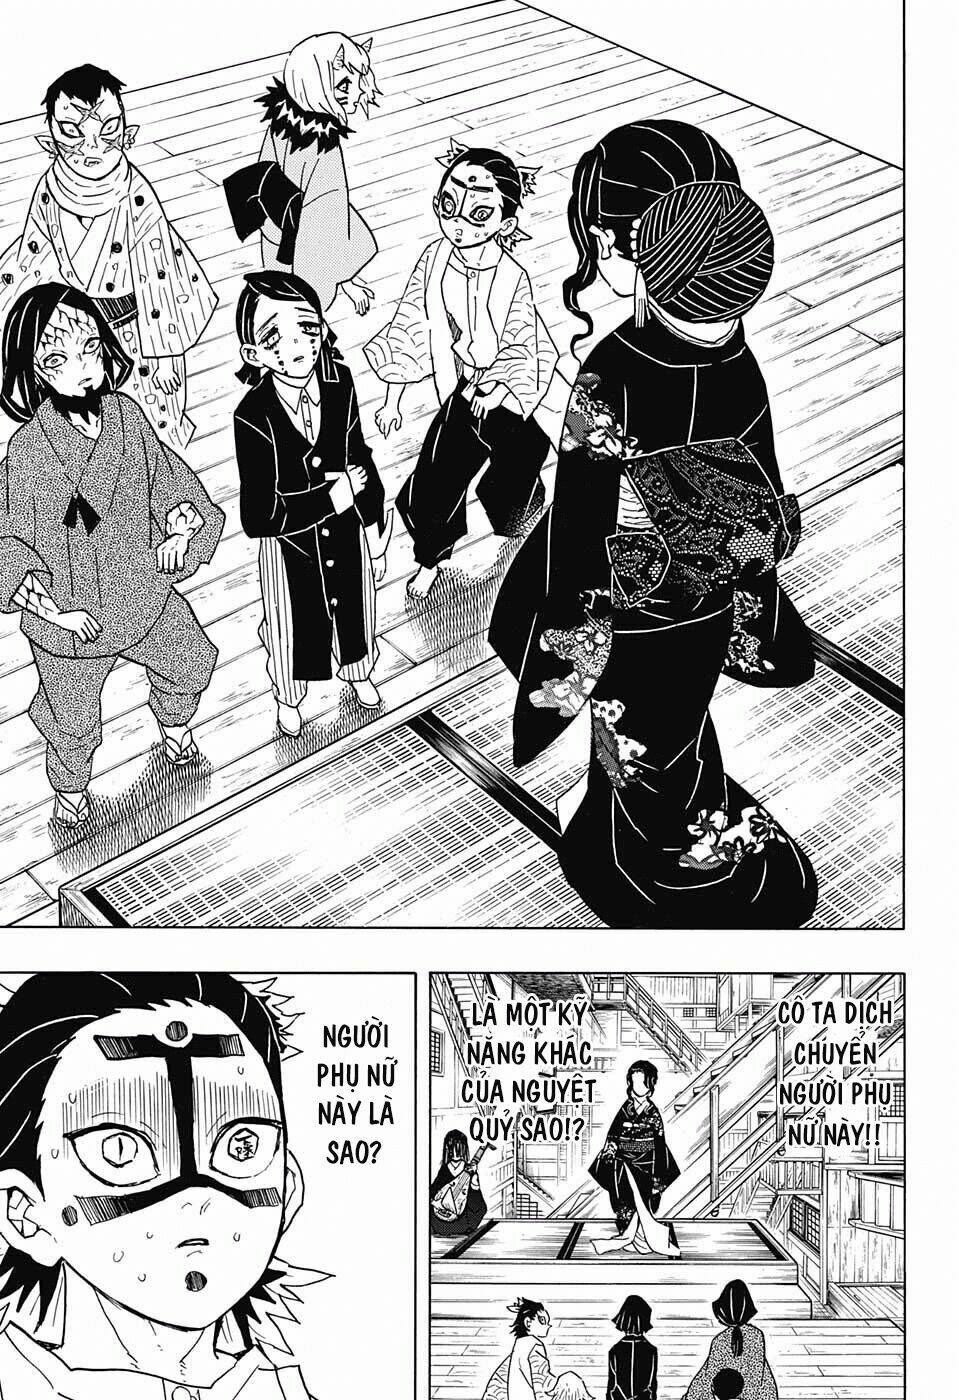 CÔ TA DỊCH
CHUYỂN
NGƯỜI PHỤ
NỨ NÀY!!
LÀ MỘT KỸ
NĂNG KHÁC
CỦA NGUYỆT
QUỶ SAO!?
NGƯỜI
PHỤ NỮ
NÀY LÀ
SAO?